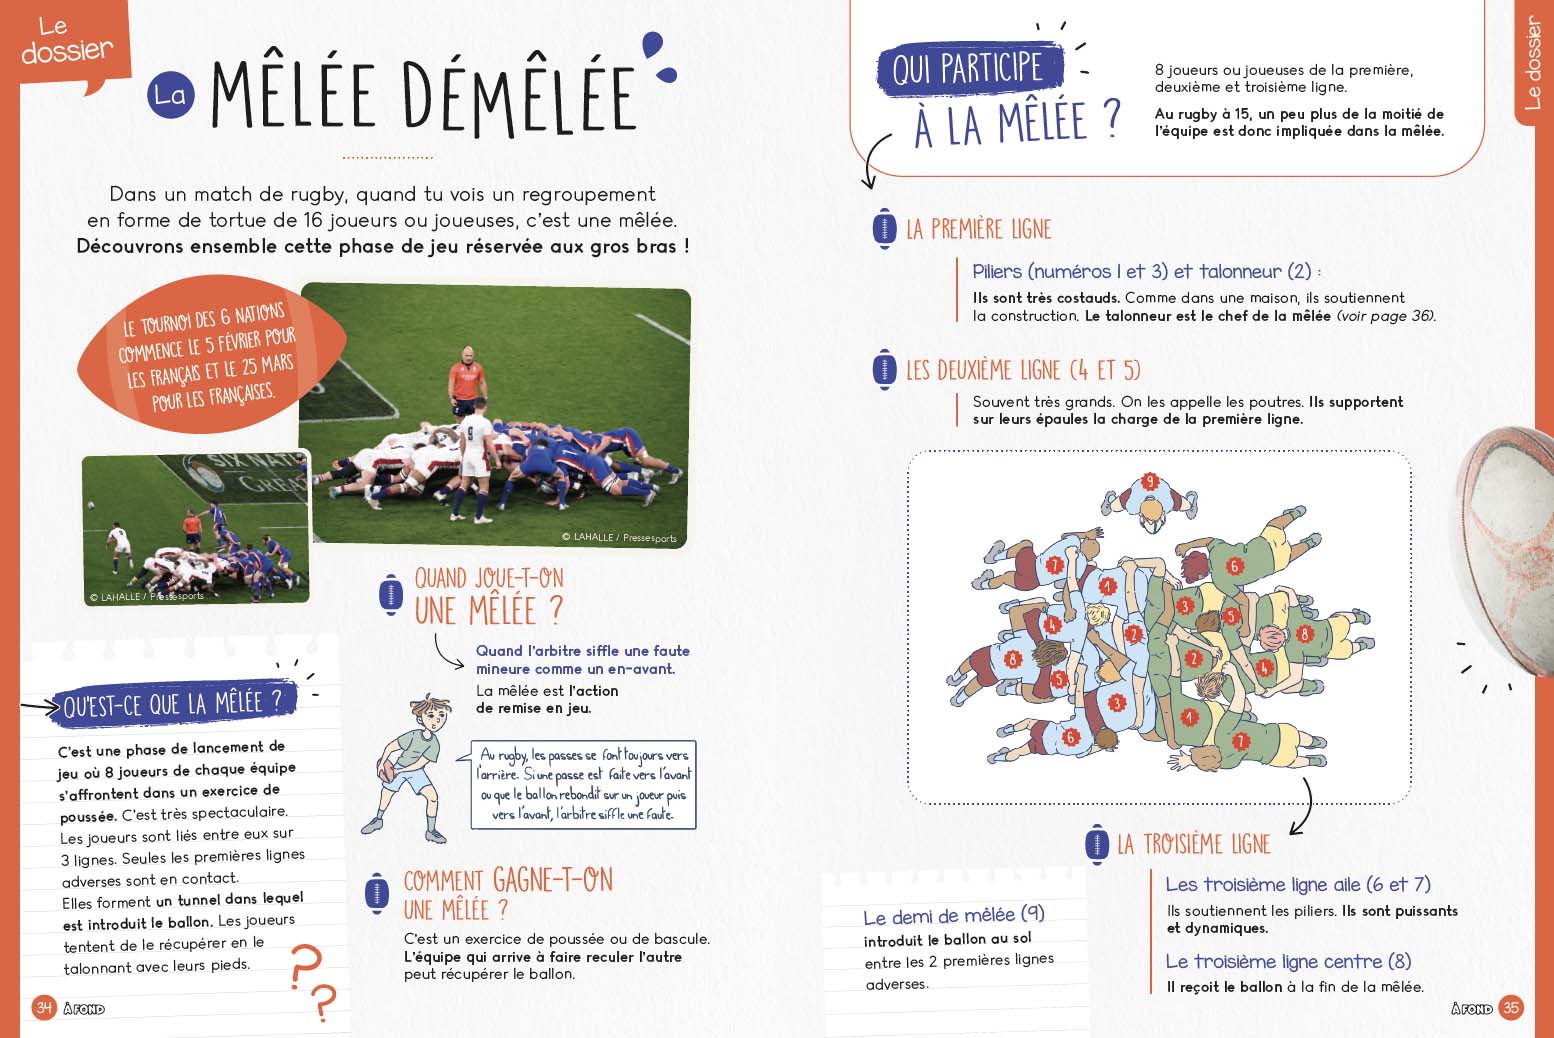 Le
dossier
La
MÊLÉE DÉMÊLÉE
Dans un match de rugby, quand tu vois un regroupement
en forme de tortue de 16 joueurs ou joueuses, c'est une mêlée.
Découvrons ensemble cette phase de jeu réservée aux gros bras !
LE TOURNOI DES 6 NATIONS
COMMENCE LE 5 FÉVRIER POUR
LES FRANÇAIS ET LE 25 MARS
POUR LES FRANÇAISES.
9
© LAHALLE / Pressesports
SIX NAT
GREAT
© LAHALLE / Pressesports
QU'EST-CE QUE LA MÊLÉE ?
C'est une phase de lancement de
jeu où 8 joueurs de chaque équipe
s'affrontent dans un exercice de
poussée. C'est très spectaculaire.
Les joueurs sont liés entre eux sur
3 lignes. Seules les premières lignes
adverses sont en contact.
Elles forment un tunnel dans lequel
est introduit le ballon. Les joueurs
tentent de le récupérer en le
talonnant avec leurs pieds.
? ?
QUAND JOUE-T-ON
UNE MÊLÉE ?
Quand l'arbitre siffle une faute
mineure comme un en-avant.
La mêlée est l'action
de remise en jeu.
Au rugby, les passes se font toujours vers
l'arrière. Si une passe est faite vers l'avant
ou que le ballon rebondit sur un joueur puis
vers l'avant, l'arbitre siffle une faute.
COMMENT GAGNE-T-ON
UNE MÊLÉE ?
C'est un exercice de poussée ou de bascule.
L'équipe qui arrive à faire reculer l'autre
peut récupérer le ballon.
34 À FOND
QUI PARTICIPE
À LA MÊLÉE ?
8 joueurs ou joueuses de la première,
deuxième et troisième ligne.
Au rugby à 15, un peu plus de la moitié de
l'équipe est donc impliquée dans la mêlée.
Le dossier
LA PREMIÈRE LIGNE
Piliers (numéros 1 et 3) et talonneur (2) :
Ils sont très costauds. Comme dans une maison, ils soutiennent
la construction. Le talonneur est le chef de la mêlée (voir page 36).
LES DEUXIÈME LIGNE (4 ET 5)
Souvent très grands. On les appelle les poutres. Ils supportent
sur leurs épaules la charge de la première ligne.
9
7
6
1
3
4
5
2
8
8
2
4
5
3
1
6
7
LA TROISIÈME LIGNE
Les troisième ligne aile (6 et 7)
Ils soutiennent les piliers. Ils sont puissants
et dynamiques.
Le troisième ligne centre (8)
Il reçoit le ballon à la fin de la mêlée.
Le demi de mêlée (9)
introduit le ballon au sol
entre les 2 premières lignes
adverses.
À FOND 35